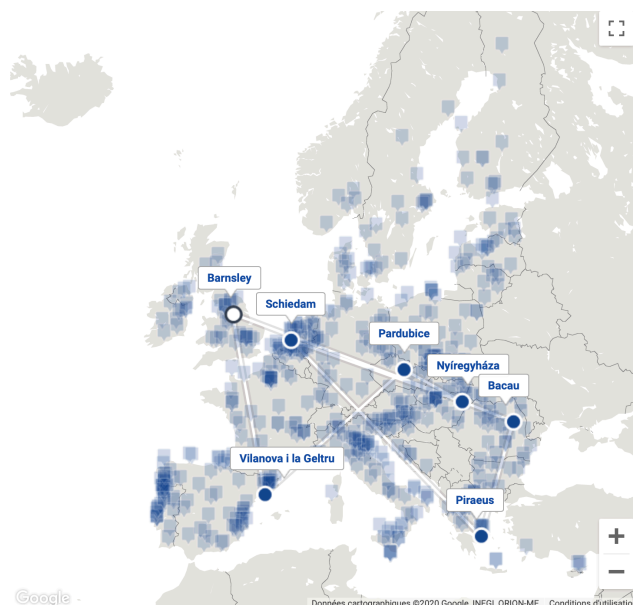 Barnsley
Schiedam
Pardubice
Nyíregyháza
Bacau
Vilanova i la Geltru
Piraeus
Google
Données cartographiques ©2020 Google, INEGI, ORION-ME Conditions d'utilisatio